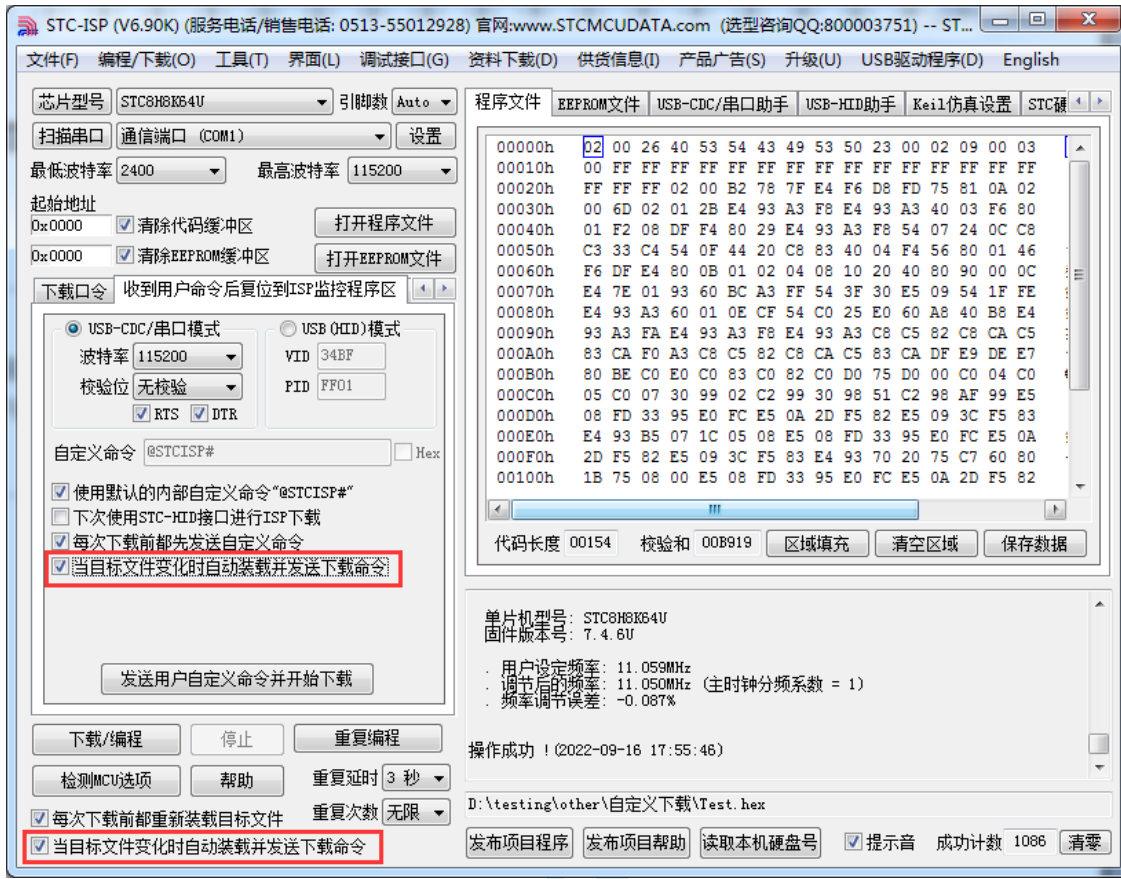 STC-ISP (V6.90K) (服务电话/销售电话: 0513-55012928) 官网:www.STCMCUDATA.com (选型咨询QQ:800003751) -- ST...
文件(F) 编程/下载(O) 工具(T) 界面(L) 调试接口(G) 资料下载(D) 供货信息(I) 产品广告(S) 升级(U) USB驱动程序(D) English
芯片型号 STC8H8K64U 引脚数 Auto
扫描串口 通信端口 (COM1) 设置
最低波特率 2400 最高波特率 115200
起始地址
0x0000 清除代码缓冲区 打开程序文件
0x0000 清除EEPROM缓冲区 打开EEPROM文件
下载口令 收到用户命令后复位到ISP监控程序区
USB-CDC/串口模式 USB(HID)模式
波特率 115200 VID 34BF
校验位 无校验 PID FF01
RTS DTR
自定义命令 @STCISP# Hex
使用默认的内部自定义命令"@STCISP#"
下次使用STC-HID接口进行ISP下载
每次下载前都先发送自定义命令
当目标文件变化时自动装载并发送下载命令
发送用户自定义命令并开始下载
下载/编程 停止 重复编程
检测MCU选项 帮助 重复延时 3 秒
每次下载前都重新装载目标文件 重复次数 无限
当目标文件变化时自动装载并发送下载命令
程序文件 EEPROM文件 USB-CDC/串口助手 USB-HID助手 Keil仿真设置 STC硬
00000h 02 00 26 40 53 54 43 49 53 50 23 00 02 09 00 03
00010h 00 FF FF FF FF FF FF FF FF FF FF FF FF FF FF FF
00020h FF FF FF 02 00 B2 78 7F E4 F6 D8 FD 75 81 0A 02
00030h 00 6D 02 01 2B E4 93 A3 F8 E4 93 A3 40 03 F6 80
00040h 01 F2 08 DF F4 80 29 E4 93 A3 F8 54 07 24 0C C8
00050h C3 33 C4 54 0F 44 20 C8 83 40 04 F4 56 80 01 46
00060h F6 DF E4 80 0B 01 02 04 08 10 20 40 80 90 00 0C
00070h E4 7E 01 93 60 BC A3 FF 54 3F 30 E5 09 54 1F FE
00080h E4 93 A3 60 01 0E CF 54 C0 25 E0 60 A8 40 B8 E4
00090h 93 A3 FA E4 93 A3 F8 E4 93 A3 C8 C5 82 C8 CA C5
000A0h 83 CA F0 A3 C8 C5 82 C8 CA C5 83 CA DF E9 DE E7
000B0h 80 BE C0 E0 C0 83 C0 82 C0 D0 75 D0 00 C0 04 C0
000C0h 05 C0 07 30 99 02 C2 99 30 98 51 C2 98 AF 99 E5
000D0h 08 FD 33 95 E0 FC E5 0A 2D F5 82 E5 09 3C F5 83
000E0h E4 93 B5 07 1C 05 08 E5 08 FD 33 95 E0 FC E5 0A
000F0h 2D F5 82 E5 09 3C F5 83 E4 93 70 20 75 C7 60 80
00100h 1B 75 08 00 E5 08 FD 33 95 E0 FC E5 0A 2D F5 82
代码长度 00154 校验和 00B919 区域填充 清空区域 保存数据
单片机型号: STC8H8K64U
固件版本号: 7.4.6U
. 用户设定频率: 11.059MHz
. 调节后的频率: 11.050MHz (主时钟分频系数 = 1)
. 频率调节误差: -0.087%
操作成功 !(2022-09-16 17:55:46)
D:\testing\other\自定义下载\Test.hex
发布项目程序 发布项目帮助 读取本机硬盘号 提示音 成功计数 1086 清零